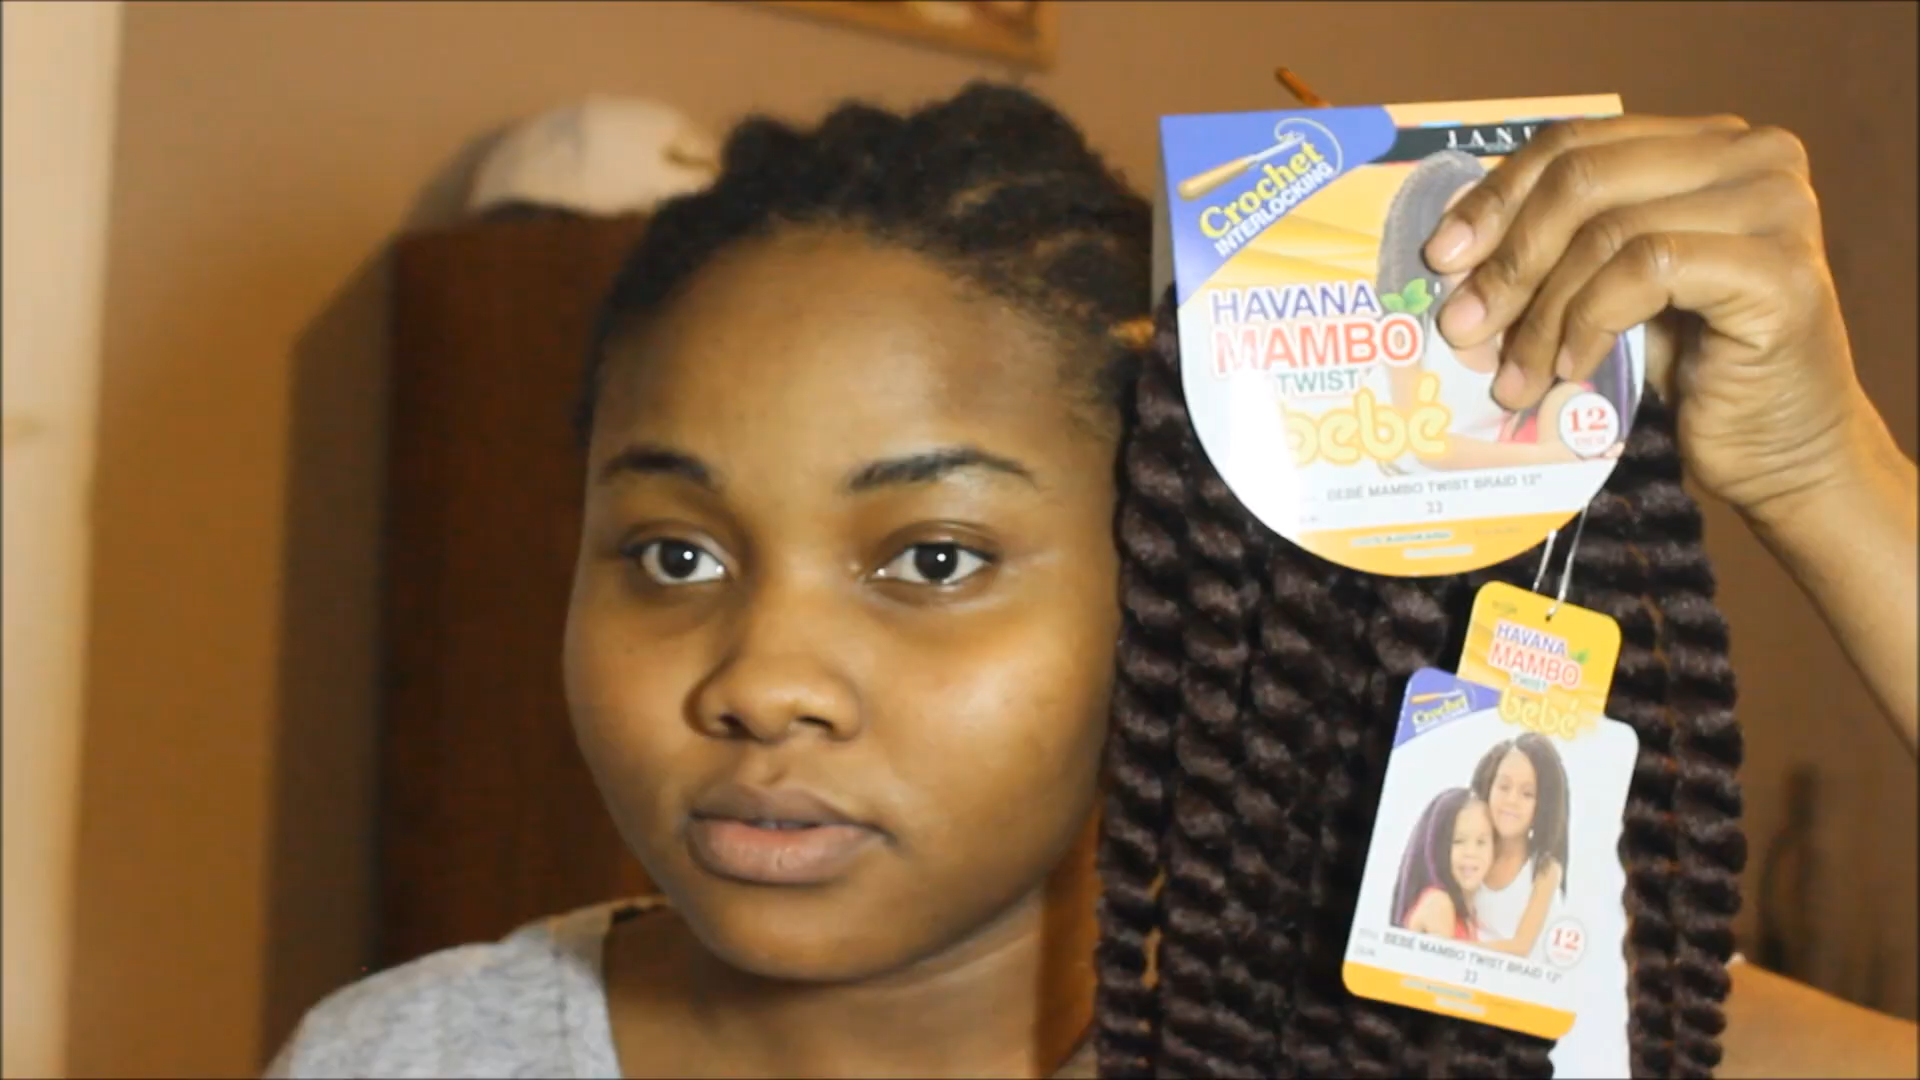 JANE
Crochet
INTERLOCKING
HAVANA
MAMBO
TWIST
bebé
12
BEBÉ MAMBO TWIST BRAID 12"
33
HAVANA
MAMBO
TWIST
bebé
Crochet
12
BEBÉ MAMBO TWIST BRAID 12"
33